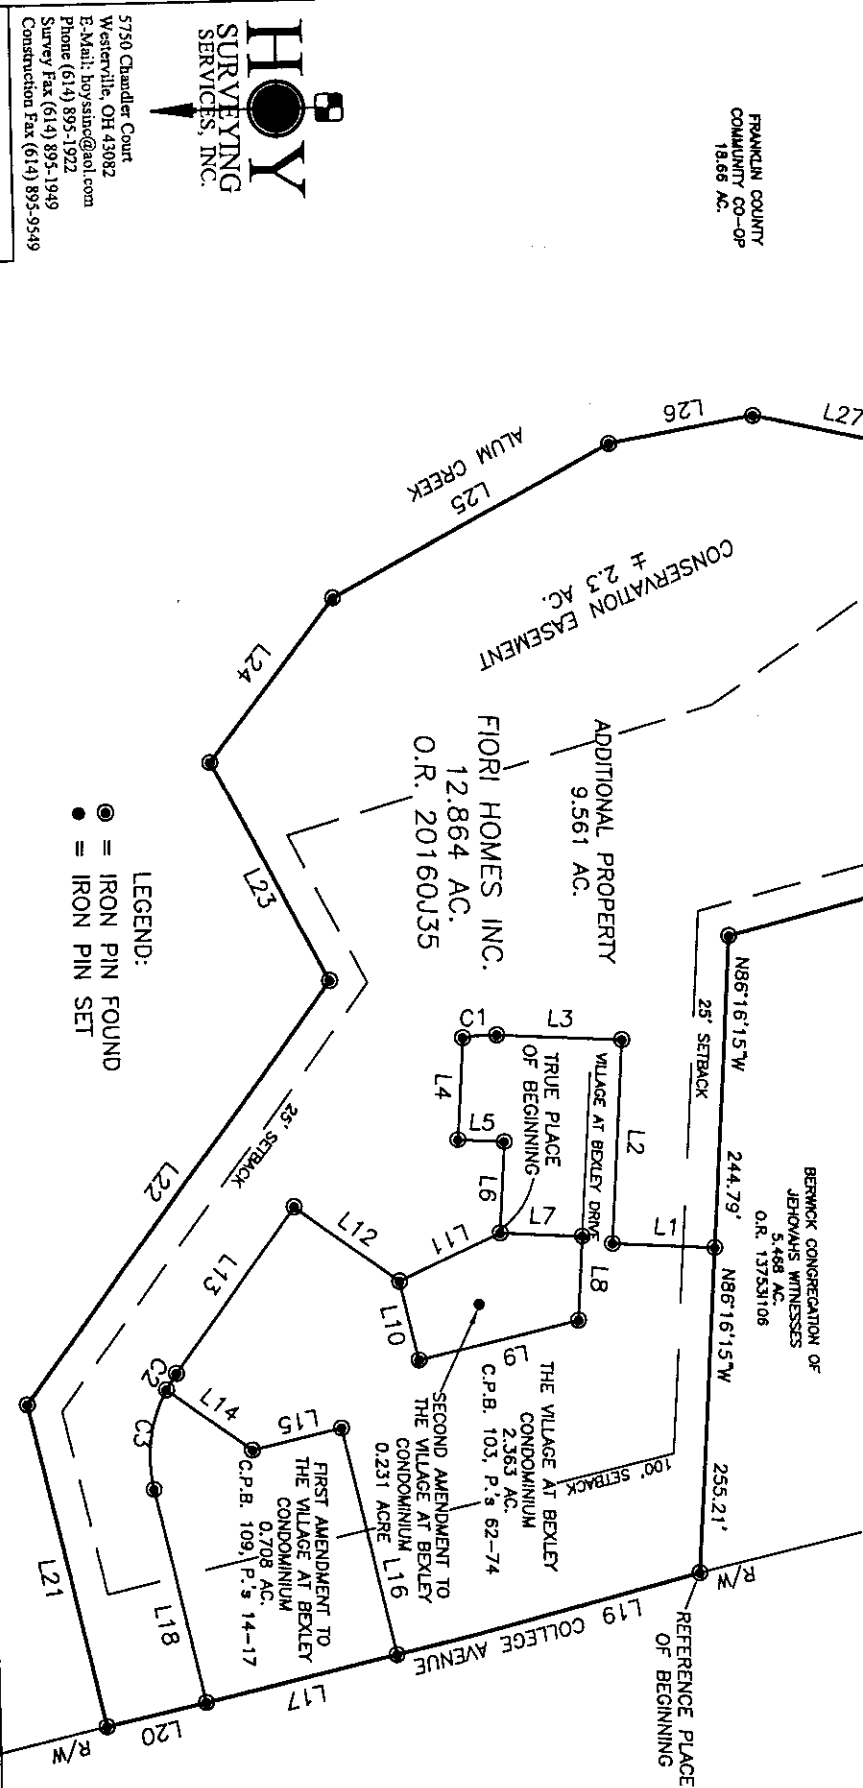 FRANKLIN COUNTY
COMMUNITY CO-OP
18.66 AC.
HOY
SURVEYING
SERVICES, INC.
5750 Chandler Court
Westerville, OH 43082
E-Mail: hoyssinc@aol.com
Phone (614) 895-1922
Survey Fax (614) 895-1949
Construction Fax (614) 895-9549
L27
L26
ALUM CREEK
L25
CONSERVATION EASEMENT
± 2.3 AC.
L24
ADDITIONAL PROPERTY
9.561 AC.
FIORI HOMES INC.
12.864 AC.
O.R. 20160J35
L23
LEGEND:
= IRON PIN FOUND
= IRON PIN SET
N86°16'15"W 244.79'
25' SETBACK
BERWICK CONGREGATION OF
JEHOVAHS WITNESSES
5.468 AC.
O.R. 13753I106
N86°16'15"W 255.21'
C1
L3
L4
L5
L2
VILLAGE AT BEXLEY DRIVE
TRUE PLACE
OF BEGINNING
L6
L7
L1
L8
L11
L12
L10
L9
25' SETBACK
L22
L13
C2
C3
L14
L15
THE VILLAGE AT BEXLEY
CONDOMINIUM
2.363 AC.
C.P.B. 103, P.'s 62-74
SECOND AMENDMENT TO
THE VILLAGE AT BEXLEY
CONDOMINIUM
0.231 ACRE
100' SETBACK
FIRST AMENDMENT TO
THE VILLAGE AT BEXLEY
CONDOMINIUM
0.708 AC.
C.P.B. 109, P.'s 14-17
L16
L21
L18
L19
COLLEGE AVENUE
R/W
REFERENCE PLACE
OF BEGINNING
L17
L20
R/W